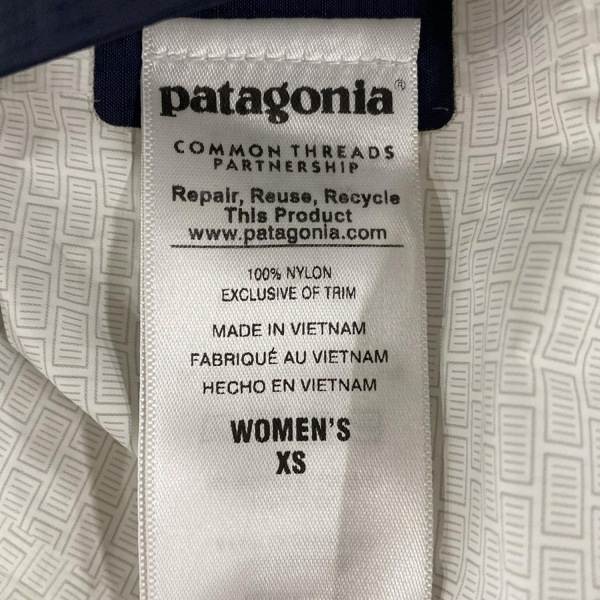 patagonia®
COMMON THREADS
PARTNERSHIP
Repair, Reuse, Recycle
This Product
www.patagonia.com
100% NYLON
EXCLUSIVE OF TRIM
MADE IN VIETNAM
FABRIQUÉ AU VIETNAM
HECHO EN VIETNAM
WOMEN'S
XS